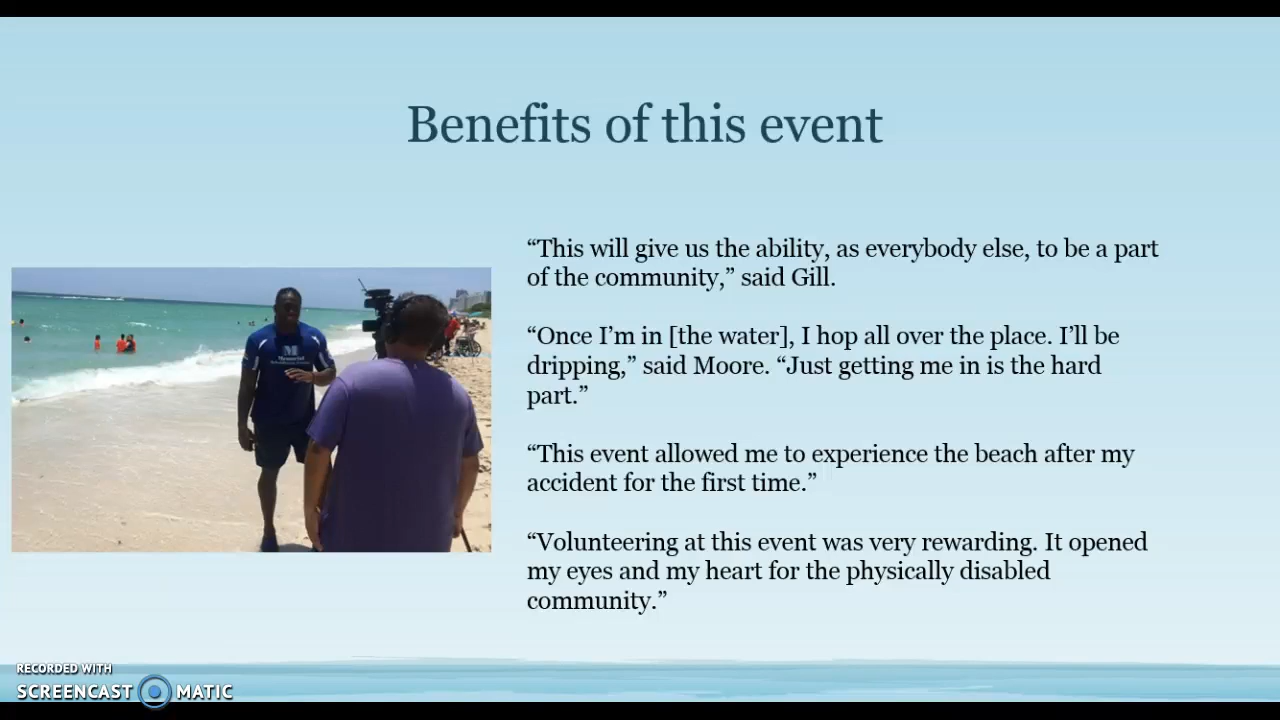 Benefits of this event
“This will give us the ability, as everybody else, to be a part
of the community,” said Gill.
“Once I’m in [the water], I hop all over the place. I’ll be
dripping,” said Moore. “Just getting me in is the hard
part.”
“This event allowed me to experience the beach after my
accident for the first time.”
“Volunteering at this event was very rewarding. It opened
my eyes and my heart for the physically disabled
community.”
M
Memorial
RECORDED WITH
SCREENCAST MATIC